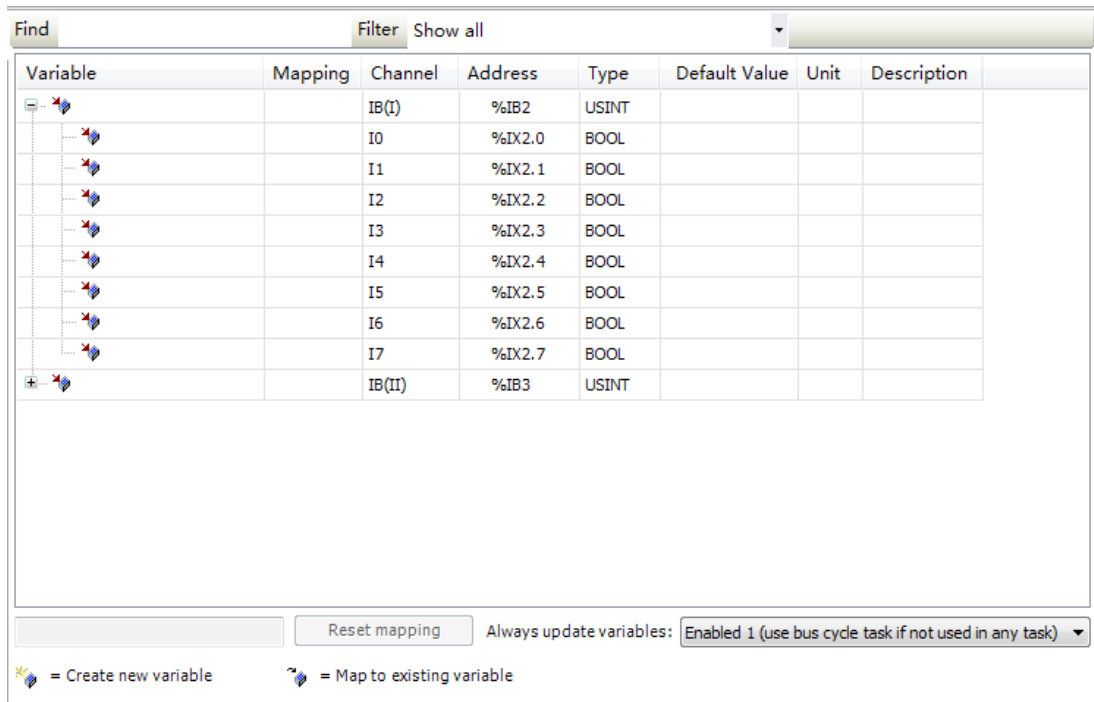 Find Filter Show all
Variable Mapping Channel Address Type Default Value Unit Description
IB(I) %IB2 USINT
I0 %IX2.0 BOOL
I1 %IX2.1 BOOL
I2 %IX2.2 BOOL
I3 %IX2.3 BOOL
I4 %IX2.4 BOOL
I5 %IX2.5 BOOL
I6 %IX2.6 BOOL
I7 %IX2.7 BOOL
IB(II) %IB3 USINT
Reset mapping Always update variables: Enabled 1 (use bus cycle task if not used in any task)
= Create new variable = Map to existing variable